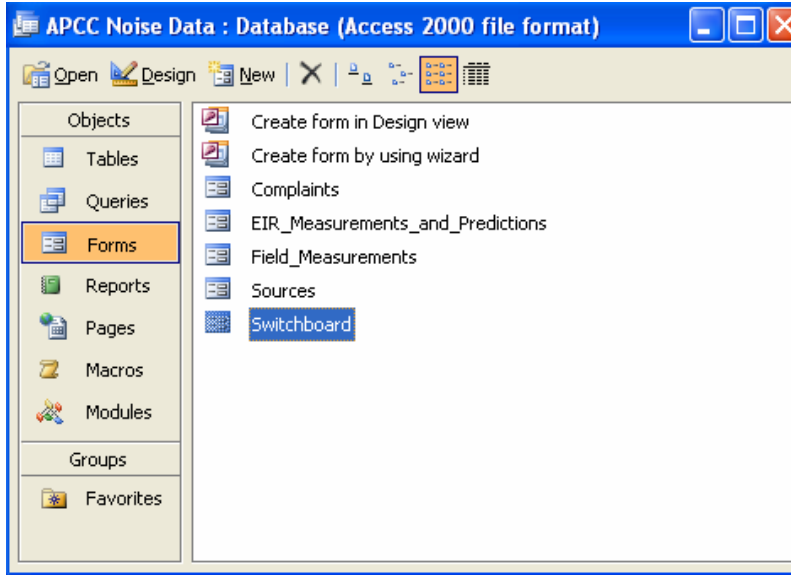 APCC Noise Data : Database (Access 2000 file format)
Open Design New
Objects
Tables
Queries
Forms
Reports
Pages
Macros
Modules
Groups
Favorites
Create form in Design view
Create form by using wizard
Complaints
EIR_Measurements_and_Predictions
Field_Measurements
Sources
Switchboard